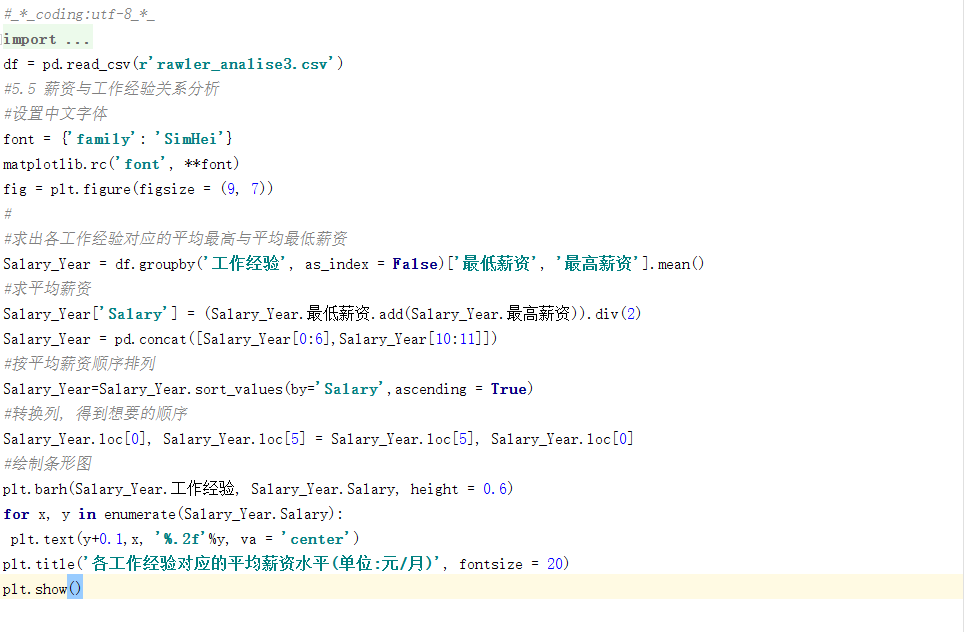 #_*_coding:utf-8_*_
import ...
df = pd.read_csv(r'rawler_analise3.csv')
#5.5 薪资与工作经验关系分析
#设置中文字体
font = {'family': 'SimHei'}
matplotlib.rc('font', **font)
fig = plt.figure(figsize = (9, 7))
#
#求出各工作经验对应的平均最高与平均最低薪资
Salary_Year = df.groupby('工作经验', as_index = False)['最低薪资', '最高薪资'].mean()
#求平均薪资
Salary_Year['Salary'] = (Salary_Year.最低薪资.add(Salary_Year.最高薪资)).div(2)
Salary_Year = pd.concat([Salary_Year[0:6],Salary_Year[10:11]])
#按平均薪资顺序排列
Salary_Year=Salary_Year.sort_values(by='Salary',ascending = True)
#转换列, 得到想要的顺序
Salary_Year.loc[0], Salary_Year.loc[5] = Salary_Year.loc[5], Salary_Year.loc[0]
#绘制条形图
plt.barh(Salary_Year.工作经验, Salary_Year.Salary, height = 0.6)
for x, y in enumerate(Salary_Year.Salary):
 plt.text(y+0.1,x, '%.2f'%y, va = 'center')
plt.title('各工作经验对应的平均薪资水平(单位:元/月)', fontsize = 20)
plt.show()